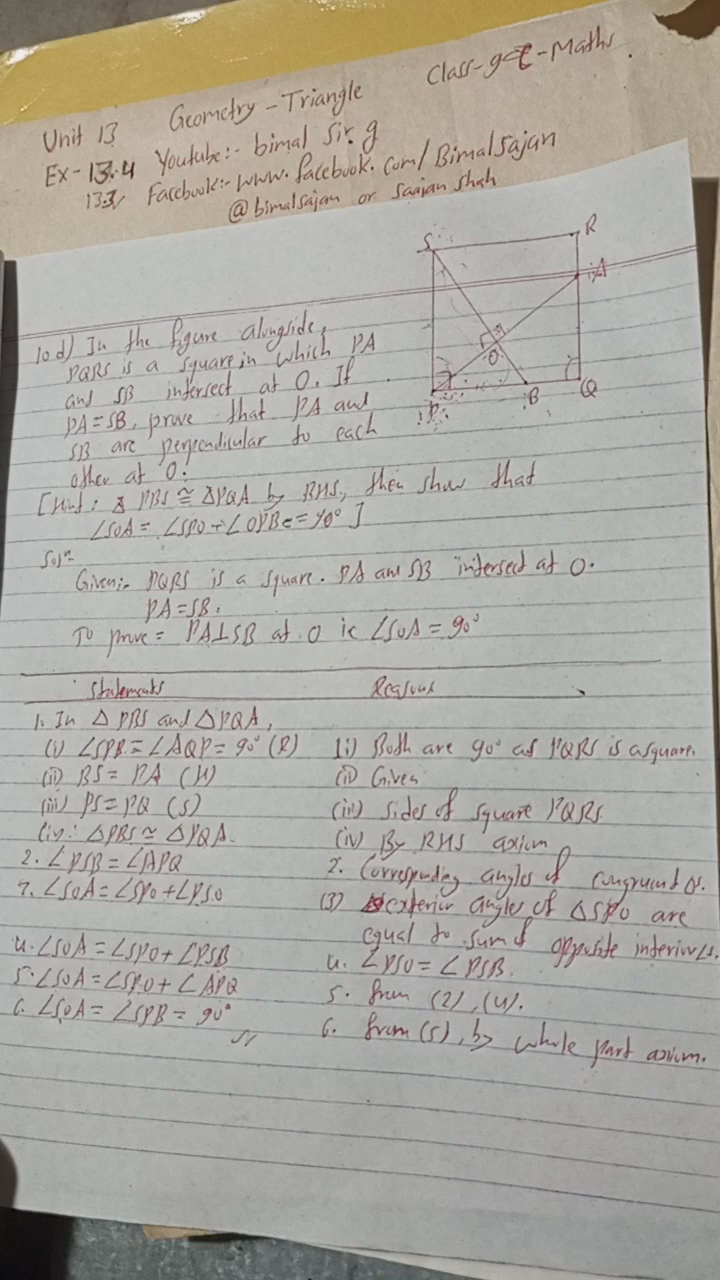 Unit 13 Geometry - Triangle Class-9 - Maths.
Ex-13.4 Youtube:- bimal sir g
13.3/ Facebook:- www.facebook.com/Bimalsajan
@bimalsajan or Sajan Shah
10.d) In the figure alongside,
PQRS is a square in which PA
and SB intersect at O. If
PA=SB, prove that PA and
SB are perpendicular to each
other at O.
[Hint: Δ PBS ≅ ΔPQA by RHS, then show that
∠SOA = ∠SPO + ∠OPB = 90° ]
S
R
A
O
P
B
Q
Solⁿ
Given:- PQRS is a square. PA and SB intersect at O.
PA=SB.
To prove = PA⊥SB at O ie ∠SOA = 90°
Statements Reasons
1. In Δ PBS and ΔPQA,
(i) ∠SPB = ∠AQP = 90° (R) 1i) Both are 90° as PQRS is a square.
(ii) BS = PA (H) (ii) Given
(iii) PS = PQ (S) (iii) sides of square PQRS
(iv) ∴ ΔPBS ≅ ΔPQA. (iv) By RHS axium
2. ∠PSB = ∠APQ 2. Corresponding angles of congruent Δs.
3. ∠SOA = ∠SPO + ∠PSO (3) exterior angles of ΔSPO are
equal to sum of opposite interior ∠s.
4. ∠SOA = ∠SPO + ∠PSB 4. ∠PSO = ∠PSB.
5. ∠SOA = ∠SPO + ∠APQ 5. from (2), (4).
6. ∠SOA = ∠SPB = 90° 6. from (5), by whole part axium.